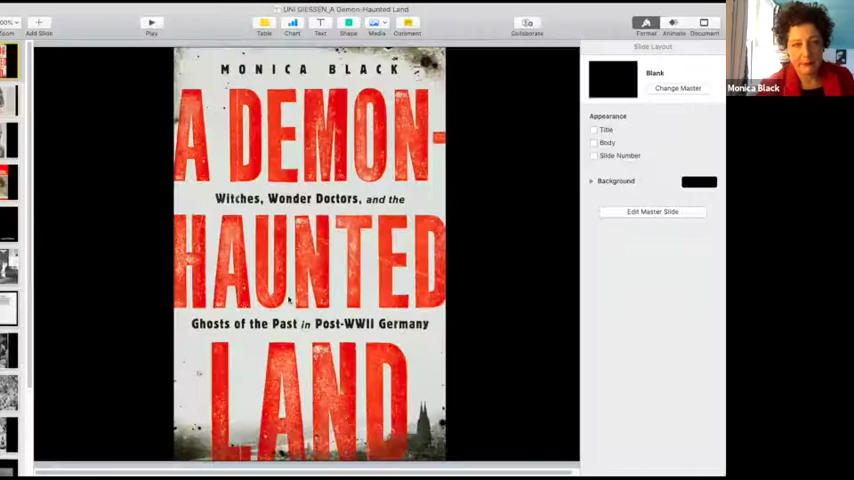 UNI GIESSEN_A Demon-Haunted Land
00%
Zoom
Add Slide
Play
Table
Chart
Text
Shape
Media
Comment
Collaborate
Format
Animate
Document
MONICA BLACK
A DEMON-
Witches, Wonder Doctors, and the
HAUNTED
Ghosts of the Past in Post-WWII Germany
LAND
Slide Layout
Blank
Change Master
Appearance
Title
Body
Slide Number
Background
Edit Master Slide
Monica Black